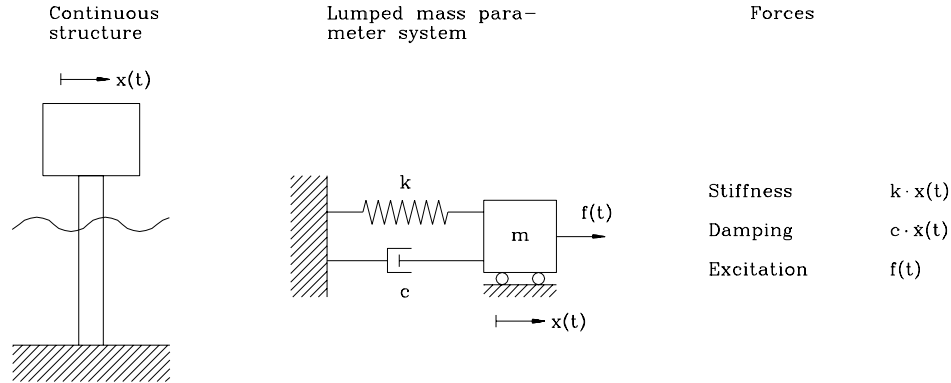 Continuous
structure
Lumped mass para-
meter system
Forces
x(t)
k
f(t)
m
c
x(t)
Stiffness k · x(t)
Damping c · ẋ(t)
Excitation f(t)